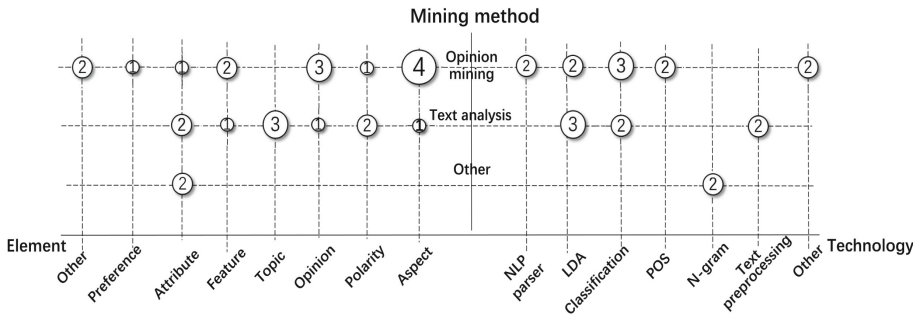 Mining method
2 1 1 2 3 1 4 Opinion mining 2 2 3 2 2
2 1 3 1 2 1 Text analysis 3 2 2
2 Other 2
Element Technology
Other
Preference
Attribute
Feature
Topic
Opinion
Polarity
Aspect
NLP
parser
LDA
Classification
POS
N-gram
Text
preprocessing
Other